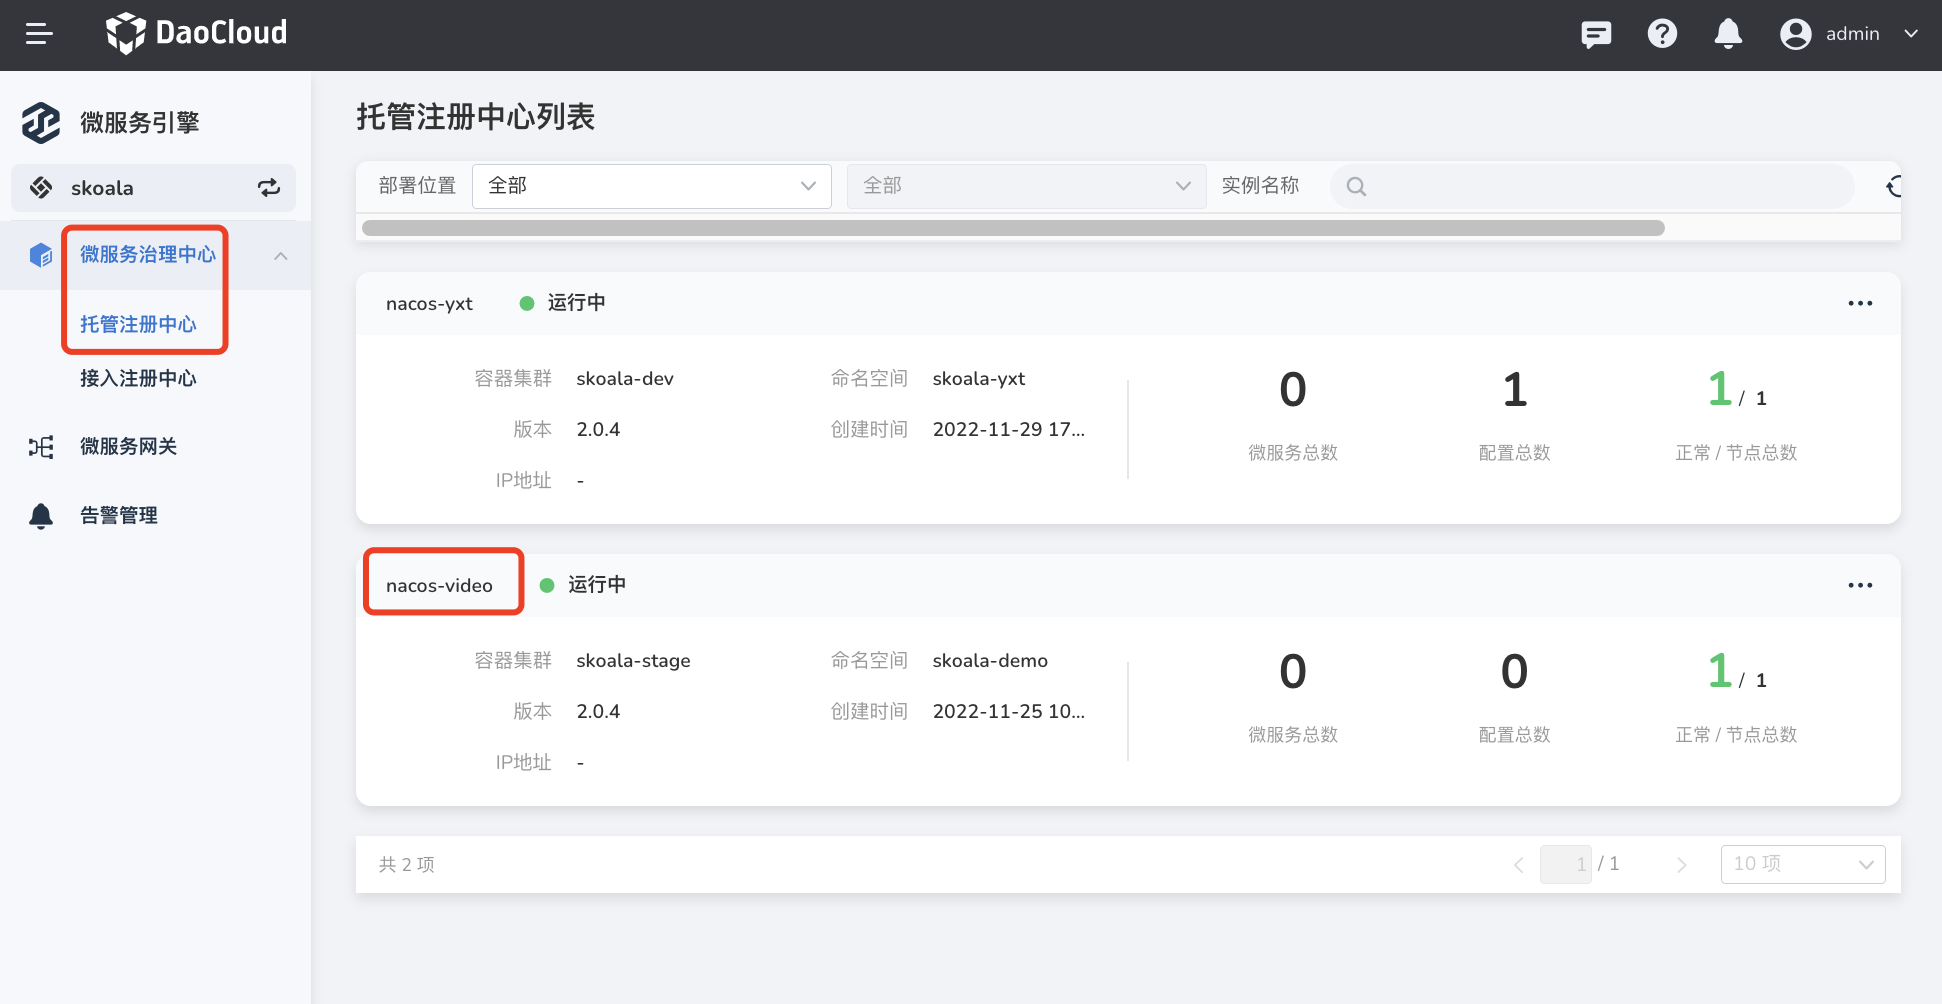 DaoCloud
admin
微服务引擎
skoala
微服务治理中心
托管注册中心
接入注册中心
微服务网关
告警管理
托管注册中心列表
部署位置 全部 全部 实例名称
nacos-yxt 运行中
容器集群 skoala-dev 命名空间 skoala-yxt
版本 2.0.4 创建时间 2022-11-29 17...
IP地址 -
0 1 1 / 1
微服务总数 配置总数 正常 / 节点总数
nacos-video 运行中
容器集群 skoala-stage 命名空间 skoala-demo
版本 2.0.4 创建时间 2022-11-25 10...
IP地址 -
0 0 1 / 1
微服务总数 配置总数 正常 / 节点总数
共 2 项 1 / 1 10 项